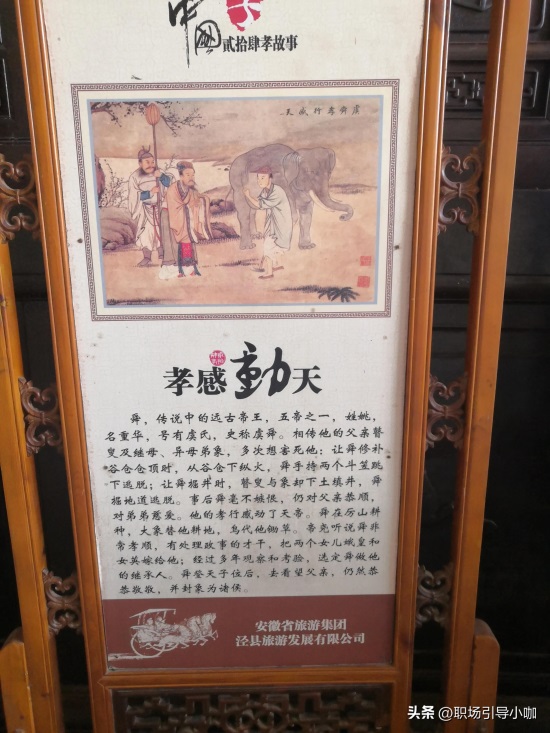 中國
貳拾肆孝故事
虞舜孝行感天
孝感動天
舜，传说中的远古帝王，五帝之一，姓姚，
名重华，号有虞氏，史称虞舜。相传他的父亲瞽
叟及继母、异母弟象，多次想害死他；让舜修补
谷仓仓顶时，从谷仓下纵火，舜手持两个斗笠跳
下逃脱；让舜掘井时，瞽叟与象却下土填井，舜
掘地道逃脱。事后舜毫不嫉恨，仍对父亲恭顺，
对弟弟慈爱。他的孝行感动了天帝。舜在厉山耕
种，大象替他耕地，鸟代他锄草。帝尧听说舜非
常孝顺，有处理政事的才干，把两个女儿娥皇和
女英嫁给他；经过多年观察和考验，选定舜做他
的继承人。舜登天子位后，去看望父亲，仍然恭
恭敬敬，并封象为诸侯。
安徽省旅游集团
泾县旅游发展有限公司
头条 @职场引导小咖